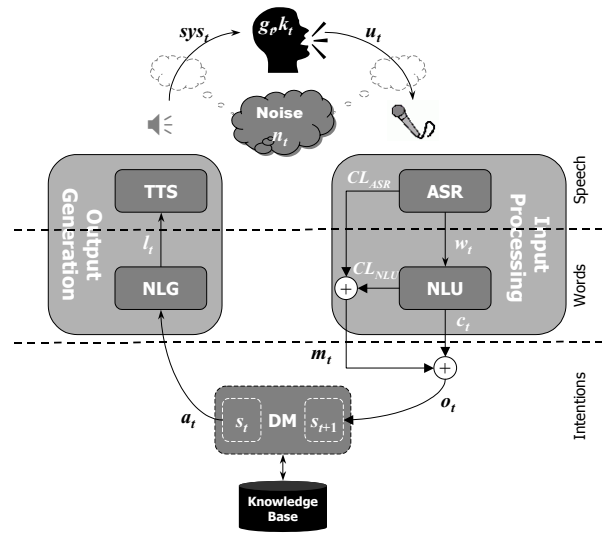 sys_t
g_t, k_t
u_t
Noise
n_t
Output
Generation
TTS
l_t
NLG
CL_ASR
ASR
w_t
CL_NLU
+
NLU
c_t
Input
Processing
Speech
Words
Intentions
m_t
+
o_t
a_t
s_t
DM
s_t+1
Knowledge
Base